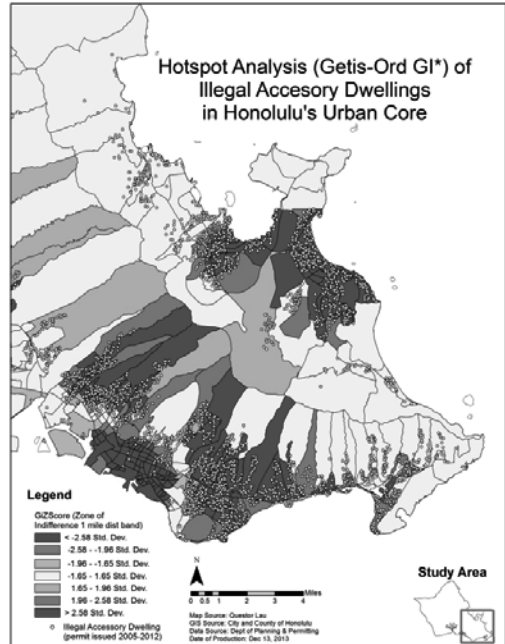 Hotspot Analysis (Getis-Ord GI*) of
Illegal Accesory Dwellings
in Honolulu's Urban Core
Legend
GiZScore (Zone of
Indifference 1 mile dist band)
< -2.58 Std. Dev.
-2.58 - -1.96 Std. Dev.
-1.96 - -1.65 Std. Dev.
-1.65 - 1.65 Std. Dev.
1.65 - 1.96 Std. Dev.
1.96 - 2.58 Std. Dev.
> 2.58 Std. Dev.
Illegal Accessory Dwelling
(permit issued 2005-2012)
N
0 0.5 1 2 3 4
Miles
Map Source: Questor Lau
GIS Source: City and County of Honolulu
Data Source: Dept of Planning & Permitting
Date of Production: Dec 13, 2013
Study Area